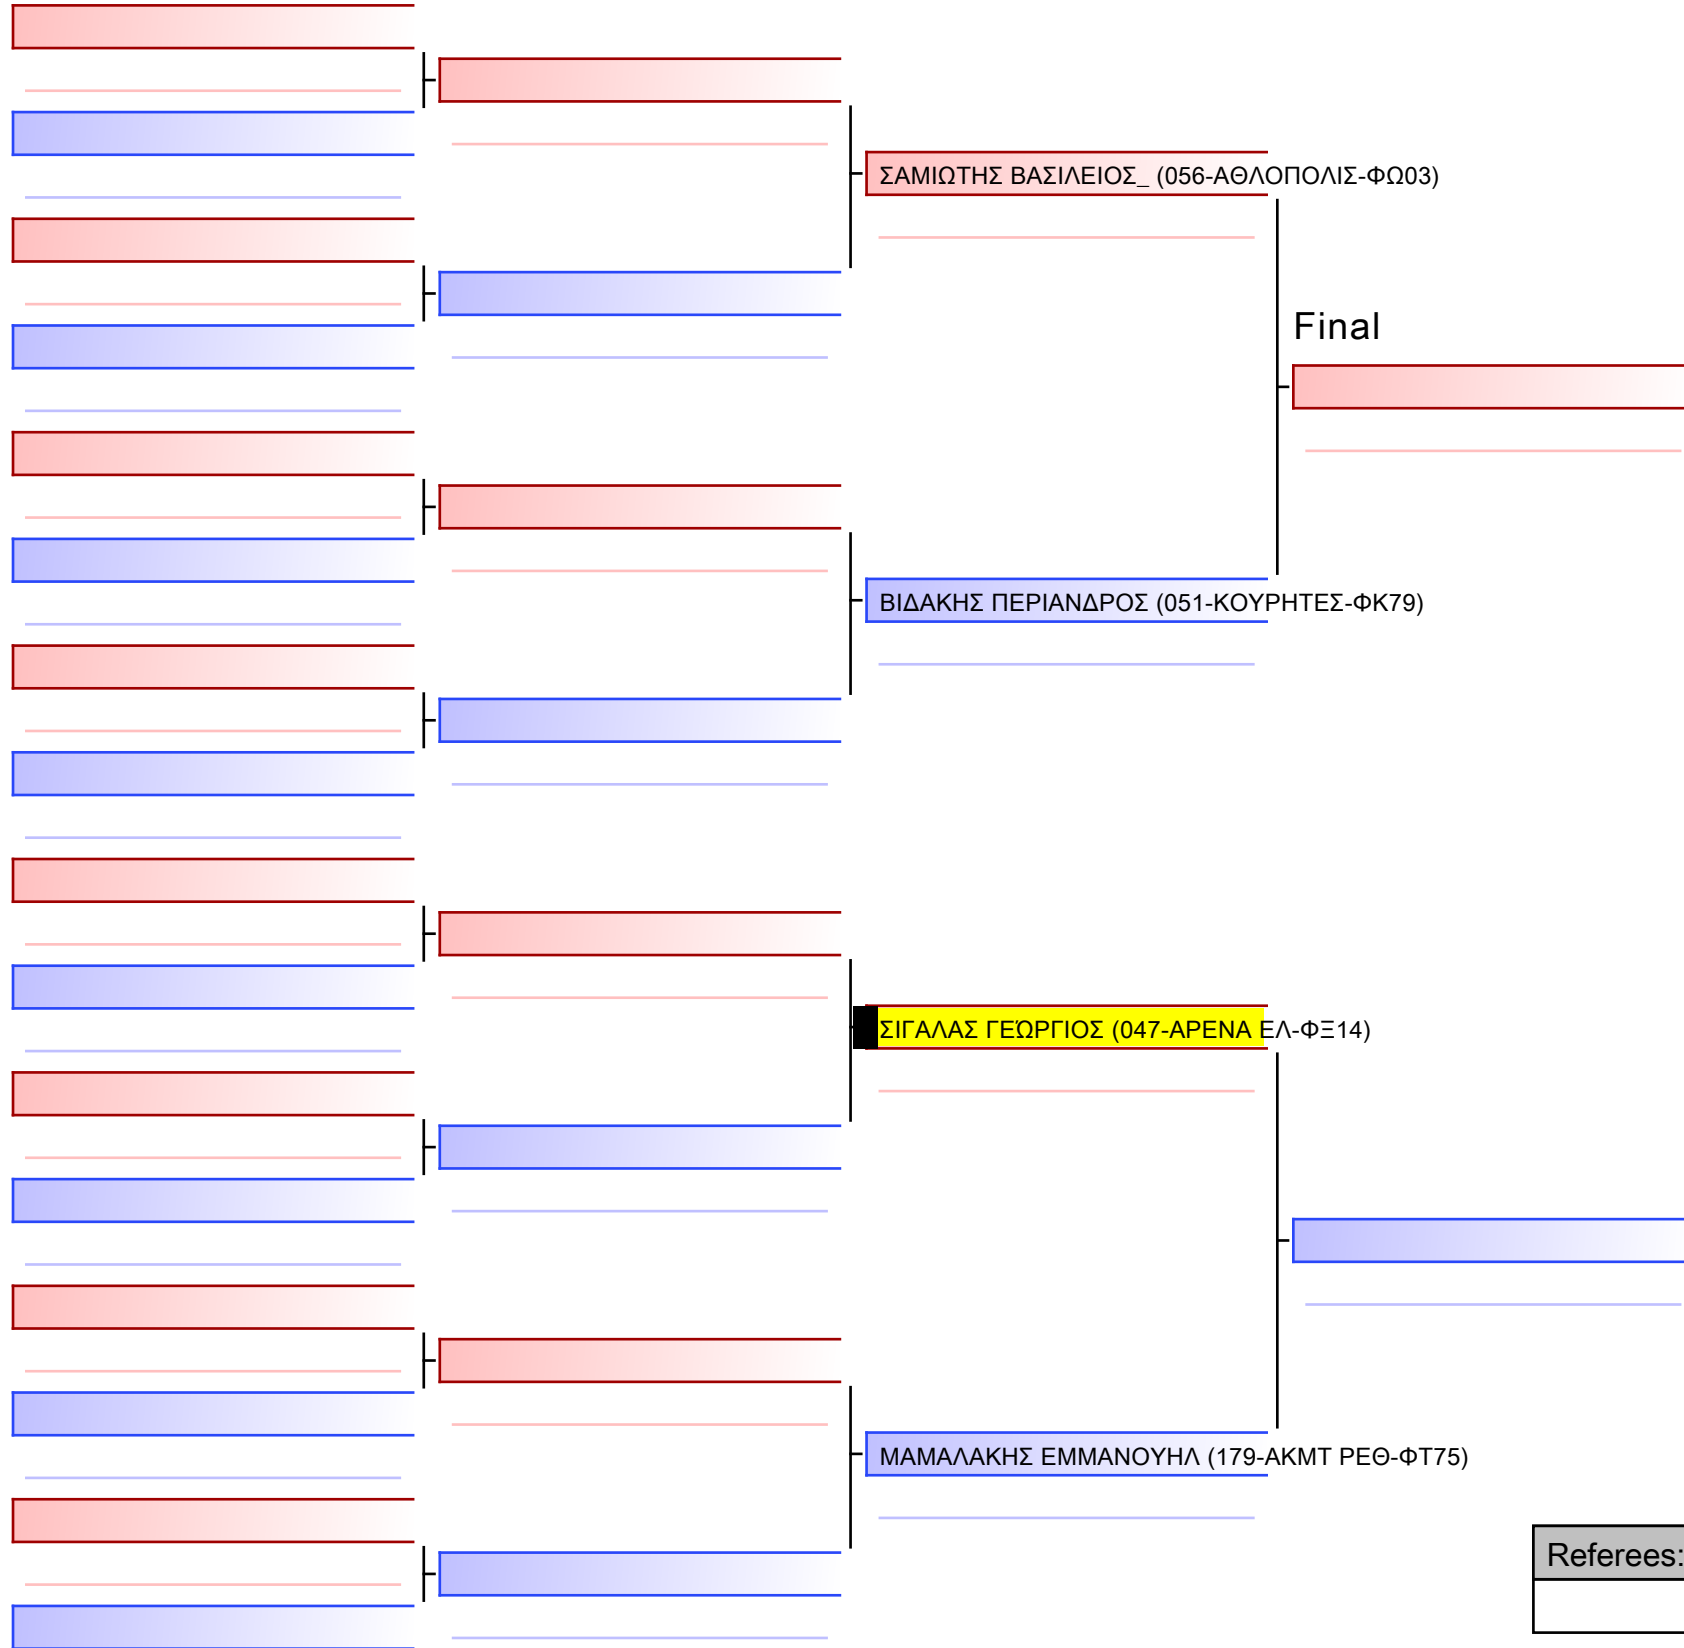 ΣΑΜΙΩΤΗΣ ΒΑΣΙΛΕΙΟΣ_ (056-ΑΘΛΟΠΟΛΙΣ-ΦΩ03)
Final
ΒΙΔΑΚΗΣ ΠΕΡΙΑΝΔΡΟΣ (051-ΚΟΥΡΗΤΕΣ-ΦΚ79)
ΣΙΓΑΛΑΣ ΓΕΏΡΓΙΟΣ (047-ΑΡΕΝΑ ΕΛ-ΦΞ14)
ΜΑΜΑΛΑΚΗΣ ΕΜΜΑΝΟΥΗΛ (179-ΑΚΜΤ ΡΕΘ-ΦΤ75)
Referees: